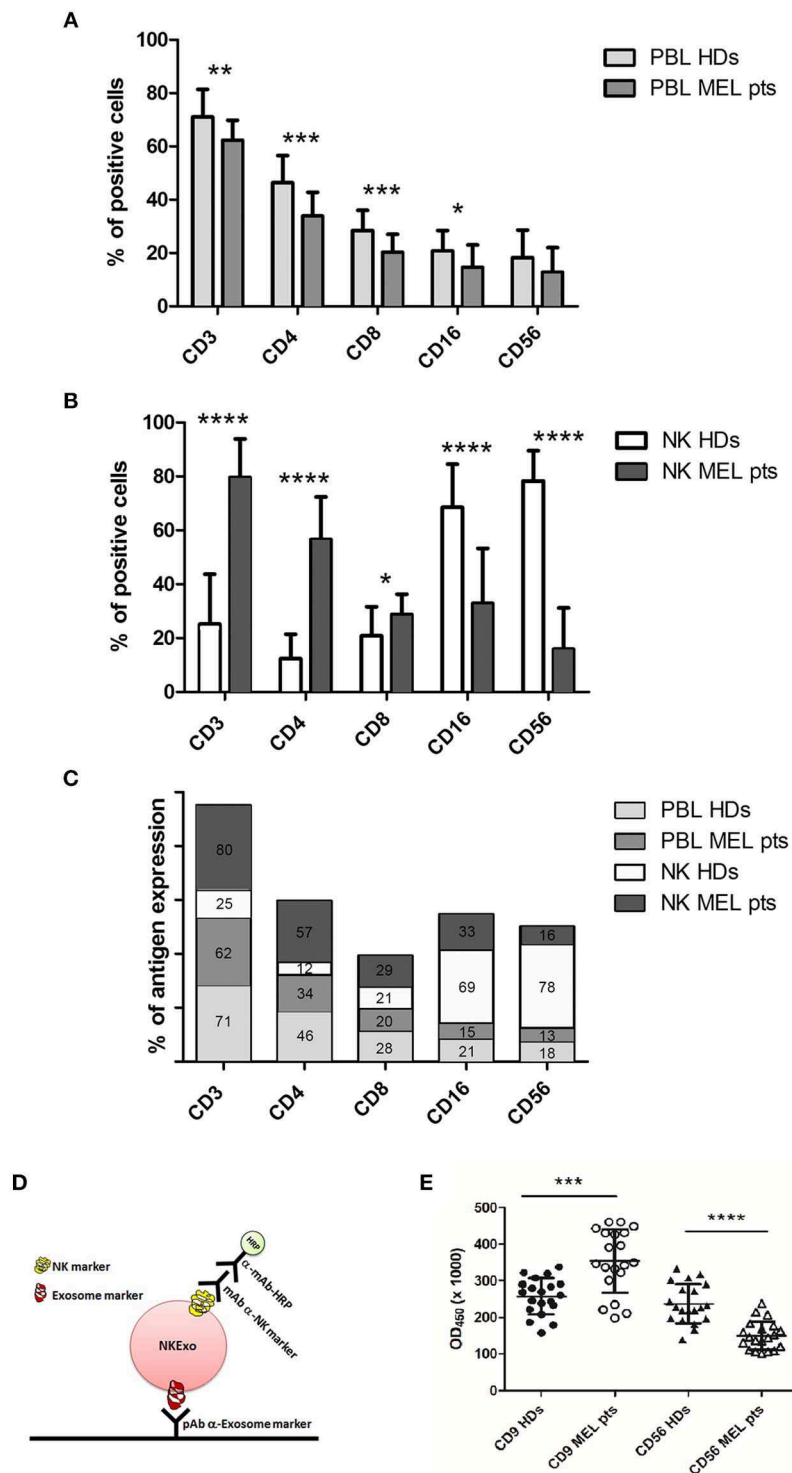 A
% of positive cells
100
80
60
40
20
0
**
***
***
*
CD3
CD4
CD8
CD16
CD56
PBL HDs
PBL MEL pts
B
% of positive cells
100
80
60
40
20
0
****
****
*
****
****
CD3
CD4
CD8
CD16
CD56
NK HDs
NK MEL pts
C
% of antigen expression
80
25
62
71
57
12
34
46
29
21
20
28
33
69
15
21
16
78
13
18
CD3
CD4
CD8
CD16
CD56
PBL HDs
PBL MEL pts
NK HDs
NK MEL pts
D
NK marker
Exosome marker
HRP
α-mAb-HRP
mAb α-NK marker
NKExo
pAb α-Exosome marker
E
OD450 (x 1000)
500
400
300
200
100
0
***
****
CD9 HDs
CD9 MEL pts
CD56 HDs
CD56 MEL pts